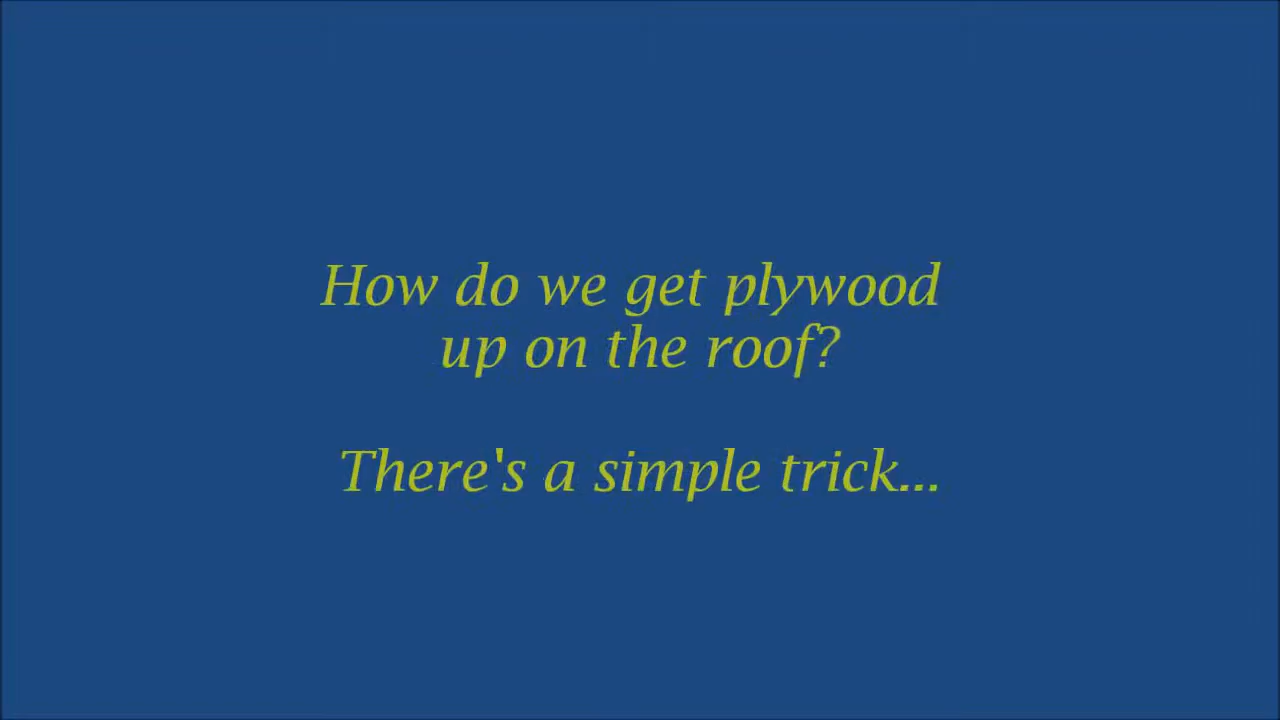 How do we get plywood
up on the roof?
There's a simple trick...